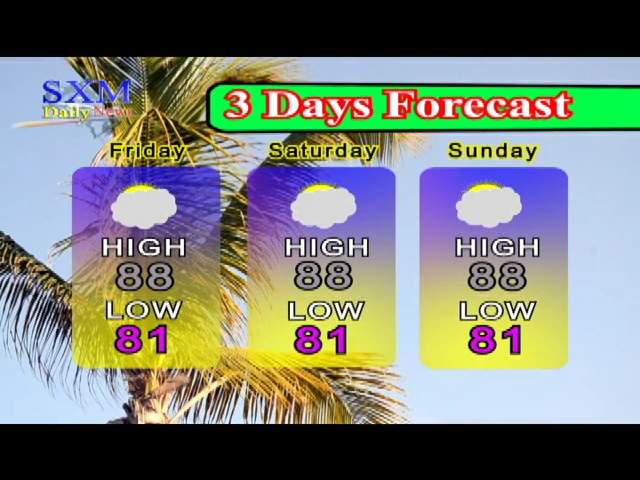 SXM
Daily News
3 Days Forecast
Friday
Saturday
Sunday
HIGH
88
LOW
81
HIGH
88
LOW
81
HIGH
88
LOW
81